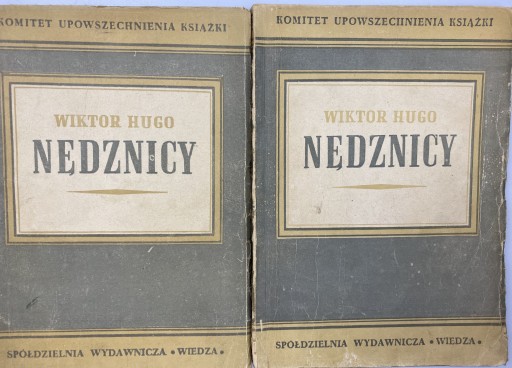 KOMITET UPOWSZECHNIENIA KSIĄŻKI
WIKTOR HUGO
NĘDZNICY
SPÓŁDZIELNIA WYDAWNICZA * WIEDZA *
KOMITET UPOWSZECHNIENIA KSIĄŻKI
WIKTOR HUGO
NĘDZNICY
SPÓŁDZIELNIA WYDAWNICZA * WIEDZA *